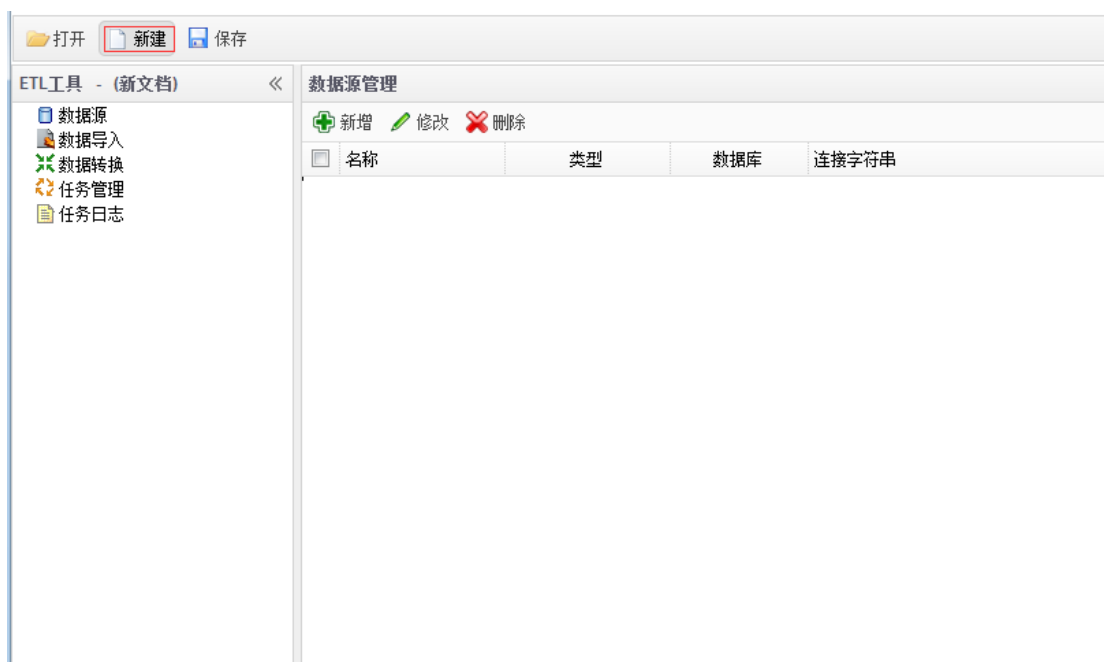 打开 新建 保存
ETL工具 - (新文档) 数据源管理
数据源
数据导入
数据转换
任务管理
任务日志
新增 修改 删除
名称 类型 数据库 连接字符串